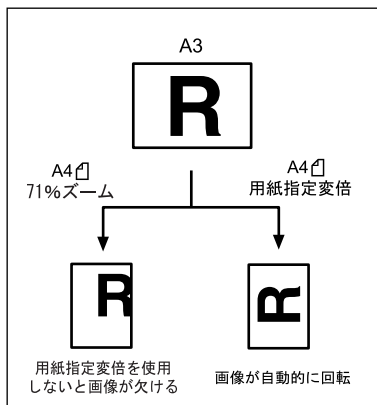 A3
R
A4
71%ズーム
A4
用紙指定変倍
R
R
用紙指定変倍を使用
しないと画像が欠ける
画像が自動的に回転